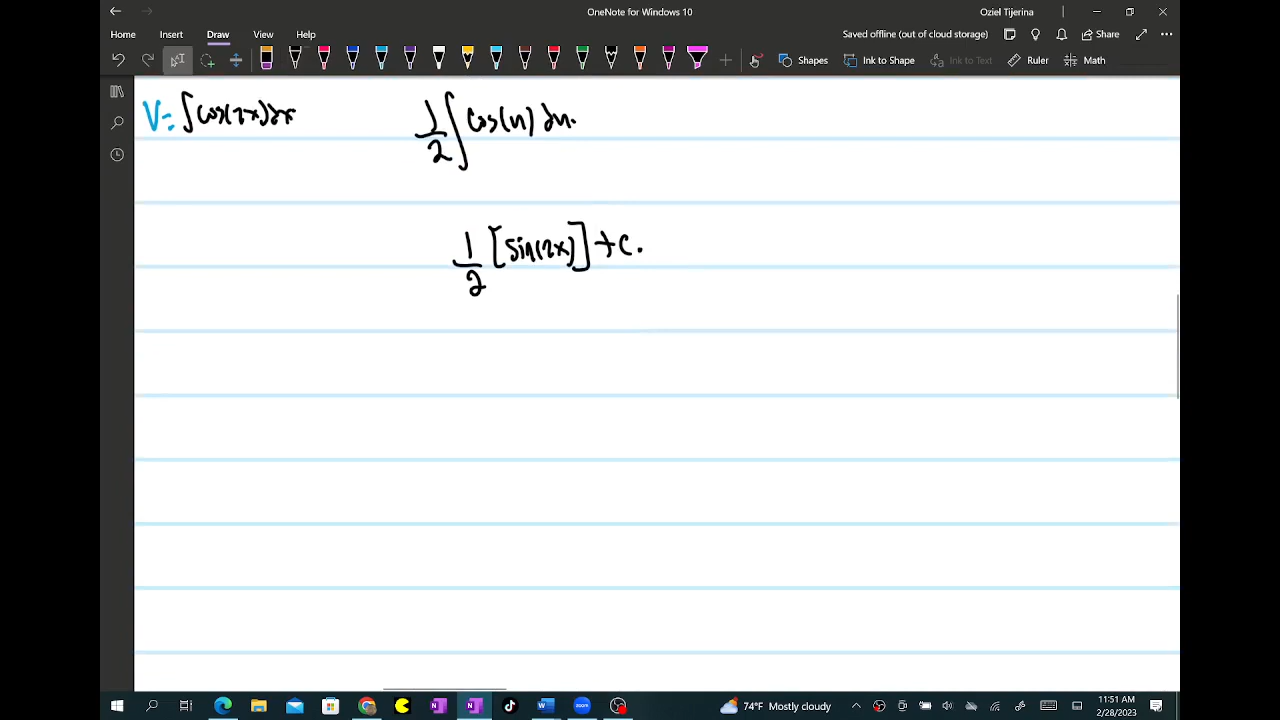 OneNote for Windows 10
Oziel Tijerina
Home Insert Draw View Help
Saved offline (out of cloud storage)
Share
Shapes Ink to Shape Ink to Text Ruler Math
V= ∫cos(2x)dx
1/2 ∫ cos(u) du.
1/2 [sin(2x)] + c.
74°F Mostly cloudy
11:51 AM
2/28/2023